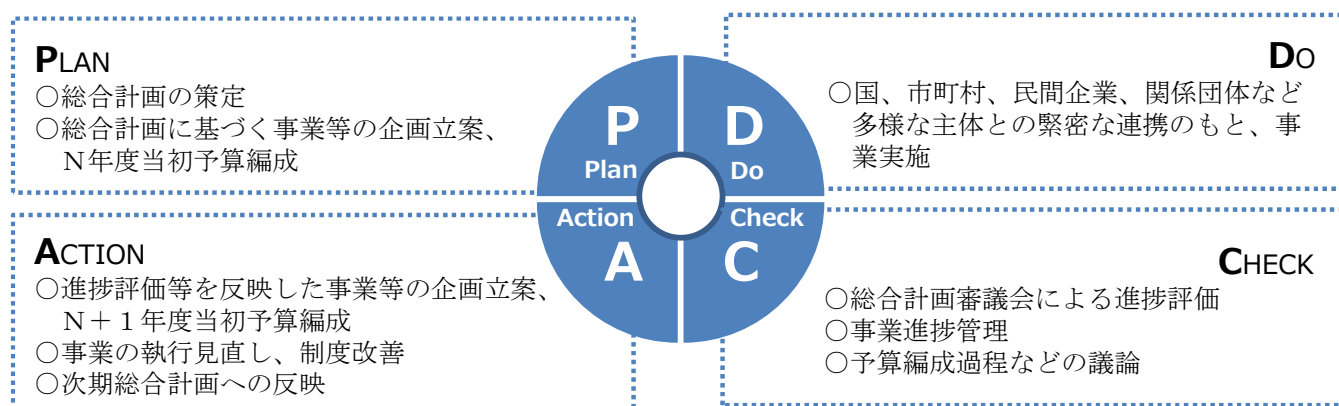 PLAN
○総合計画の策定
○総合計画に基づく事業等の企画立案、
N年度当初予算編成
DO
○国、市町村、民間企業、関係団体など
多様な主体との緊密な連携のもと、事
業実施
P
Plan
D
Do
Action
A
Check
C
ACTION
○進捗評価等を反映した事業等の企画立案、
N+1年度当初予算編成
○事業の執行見直し、制度改善
○次期総合計画への反映
CHECK
○総合計画審議会による進捗評価
○事業進捗管理
○予算編成過程などの議論